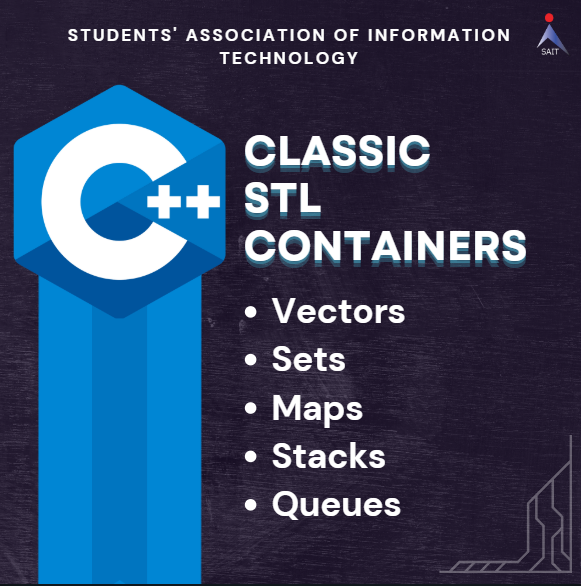 STUDENTS' ASSOCIATION OF INFORMATION
TECHNOLOGY
SAIT
C++
CLASSIC
STL
CONTAINERS
• Vectors
• Sets
• Maps
• Stacks
• Queues